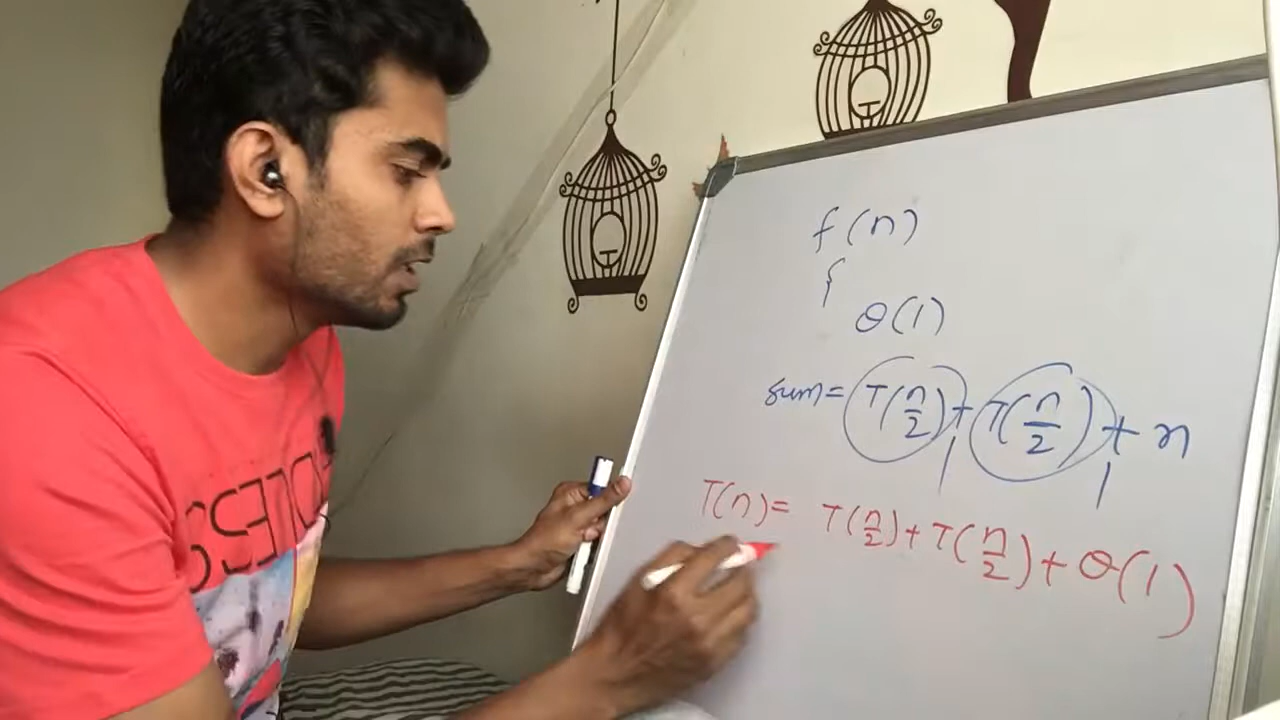 f(n)
{
θ(1)
sum = T(n/2) + T(n/2) + n
T(n) = T(n/2) + T(n/2) + θ(1)